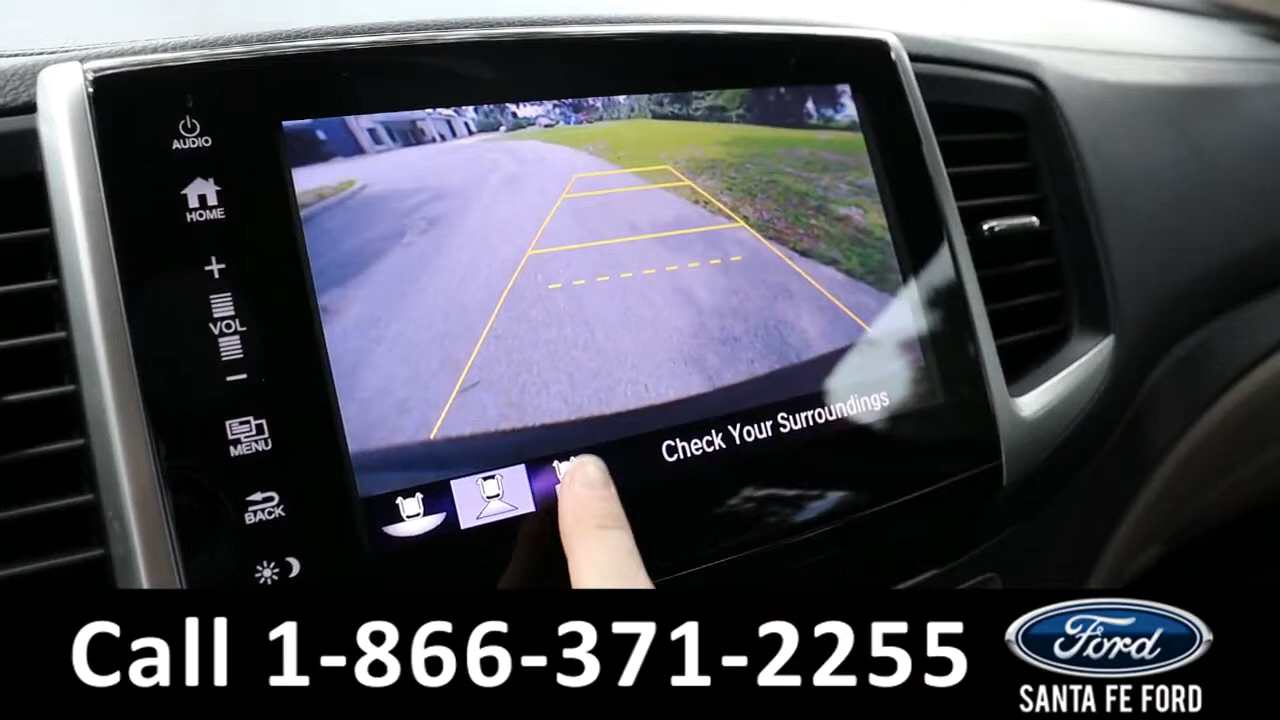 AUDIO
HOME
+
VOL
-
MENU
BACK
Check Your Surroundings
Call 1-866-371-2255
Ford
SANTA FE FORD